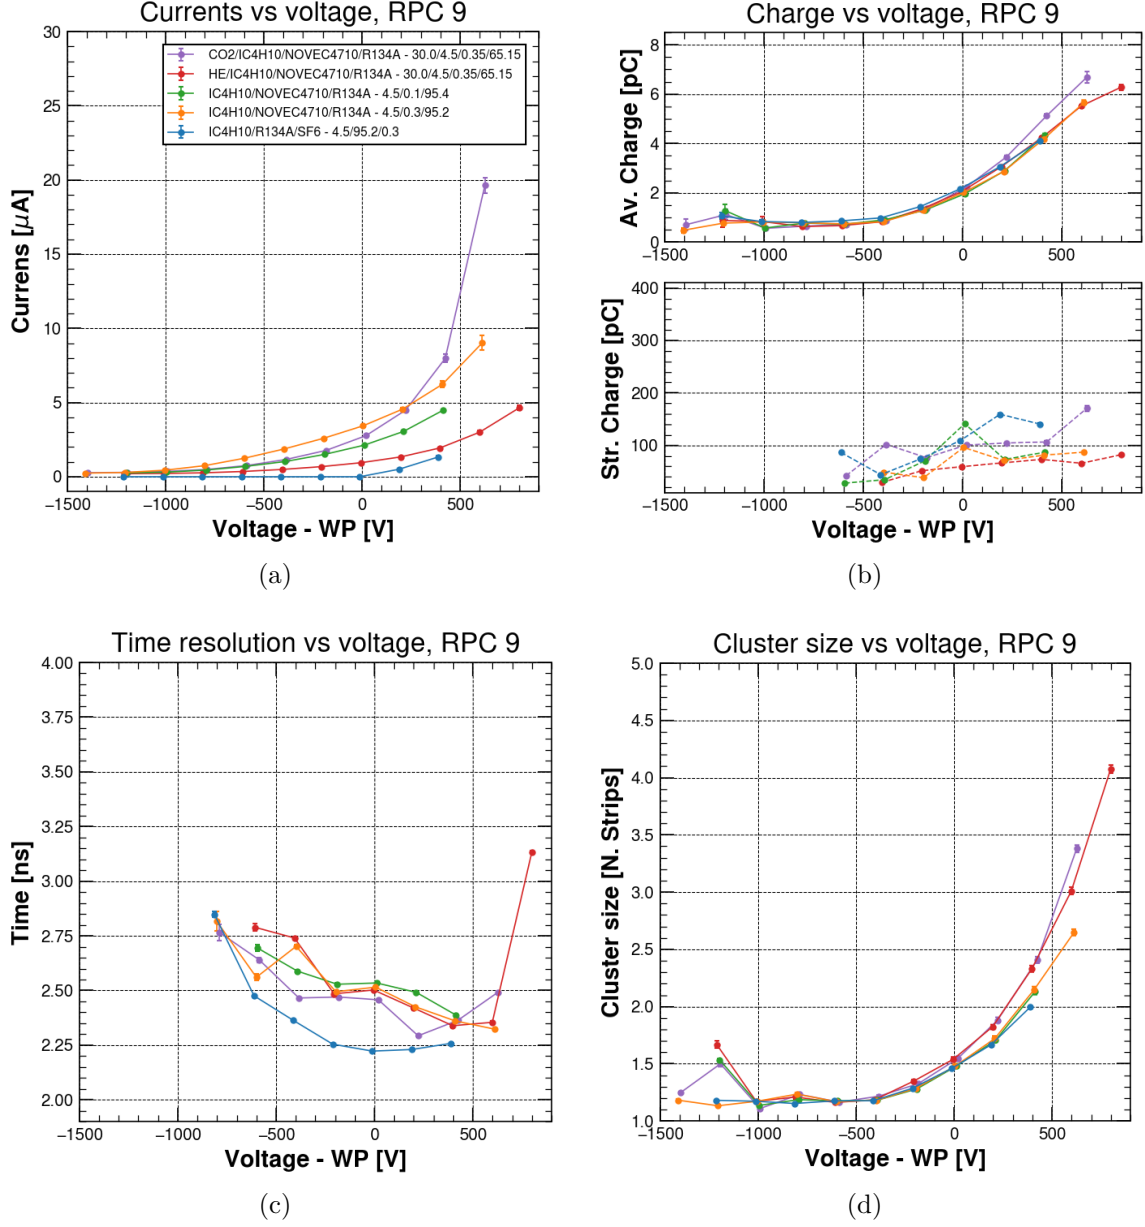 Currents vs voltage, RPC 9
30
25
20
15
10
5
0
Currens [μA]
CO2/IC4H10/NOVEC4710/R134A - 30.0/4.5/0.35/65.15
HE/IC4H10/NOVEC4710/R134A - 30.0/4.5/0.35/65.15
IC4H10/NOVEC4710/R134A - 4.5/0.1/95.4
IC4H10/NOVEC4710/R134A - 4.5/0.3/95.2
IC4H10/R134A/SF6 - 4.5/95.2/0.3
−1500 −1000 −500 0 500
Voltage - WP [V]
(a)
Charge vs voltage, RPC 9
8
6
4
2
0
Av. Charge [pC]
−1500 −1000 −500 0 500
400
300
200
100
Str. Charge [pC]
−1500 −1000 −500 0 500
Voltage - WP [V]
(b)
Time resolution vs voltage, RPC 9
4.00
3.75
3.50
3.25
3.00
2.75
2.50
2.25
2.00
Time [ns]
−1500 −1000 −500 0 500
Voltage - WP [V]
(c)
Cluster size vs voltage, RPC 9
5.0
4.5
4.0
3.5
3.0
2.5
2.0
1.5
1.0
Cluster size [N. Strips]
−1500 −1000 −500 0 500
Voltage - WP [V]
(d)